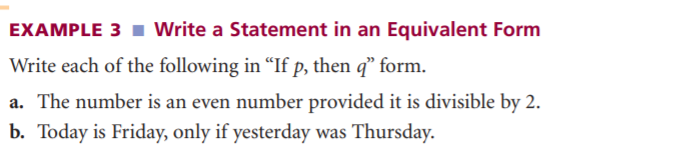 EXAMPLE 3 ■ Write a Statement in an Equivalent Form
Write each of the following in “If p, then q” form.
a. The number is an even number provided it is divisible by 2.
b. Today is Friday, only if yesterday was Thursday.